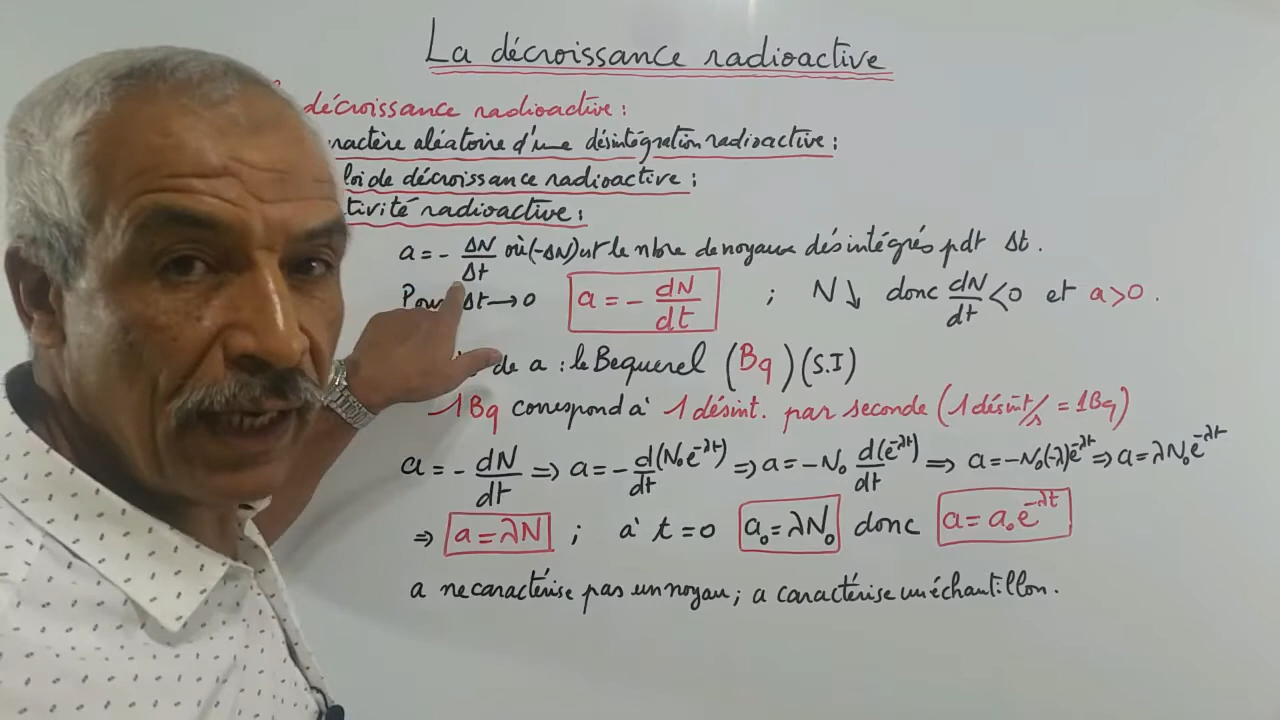 La décroissance radioactive
décroissance radioactive :
ractère aléatoire d'une désintégration radioactive :
loi de décroissance radioactive :
tivité radioactive :
a = - ΔN/Δt où (-ΔN) est le nbre de noyaux désintégrés pdt Δt.
Pour Δt → 0 a = - dN/dt ; N ↓ donc dN/dt < 0 et a > 0 .
de a : le Bequerel (Bq) (S.I)
1Bq correspond à 1 désint. par seconde (1 désint/s = 1Bq)
a = - dN/dt ⇒ a = - d(N₀e^-λt)/dt ⇒ a = -N₀ d(e^-λt)/dt ⇒ a = -N₀(-λ)e^-λt ⇒ a = λN₀e^-λt
⇒ a = λN ; à t = 0 a₀ = λN₀ donc a = a₀e^-λt
a ne caractérise pas un noyau ; a caractérise un échantillon.